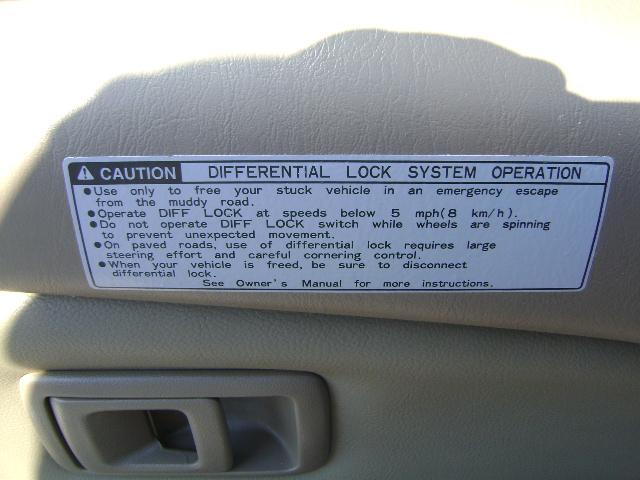 CAUTION DIFFERENTIAL LOCK SYSTEM OPERATION
● Use only to free your stuck vehicle in an emergency escape
from the muddy road.
● Operate DIFF LOCK at speeds below 5 mph(8 km/h).
● Do not operate DIFF LOCK switch while wheels are spinning
to prevent unexpected movement.
● On paved roads, use of differential lock requires large
steering effort and careful cornering control.
● When your vehicle is freed, be sure to disconnect
differential lock.
See Owner's Manual for more instructions.